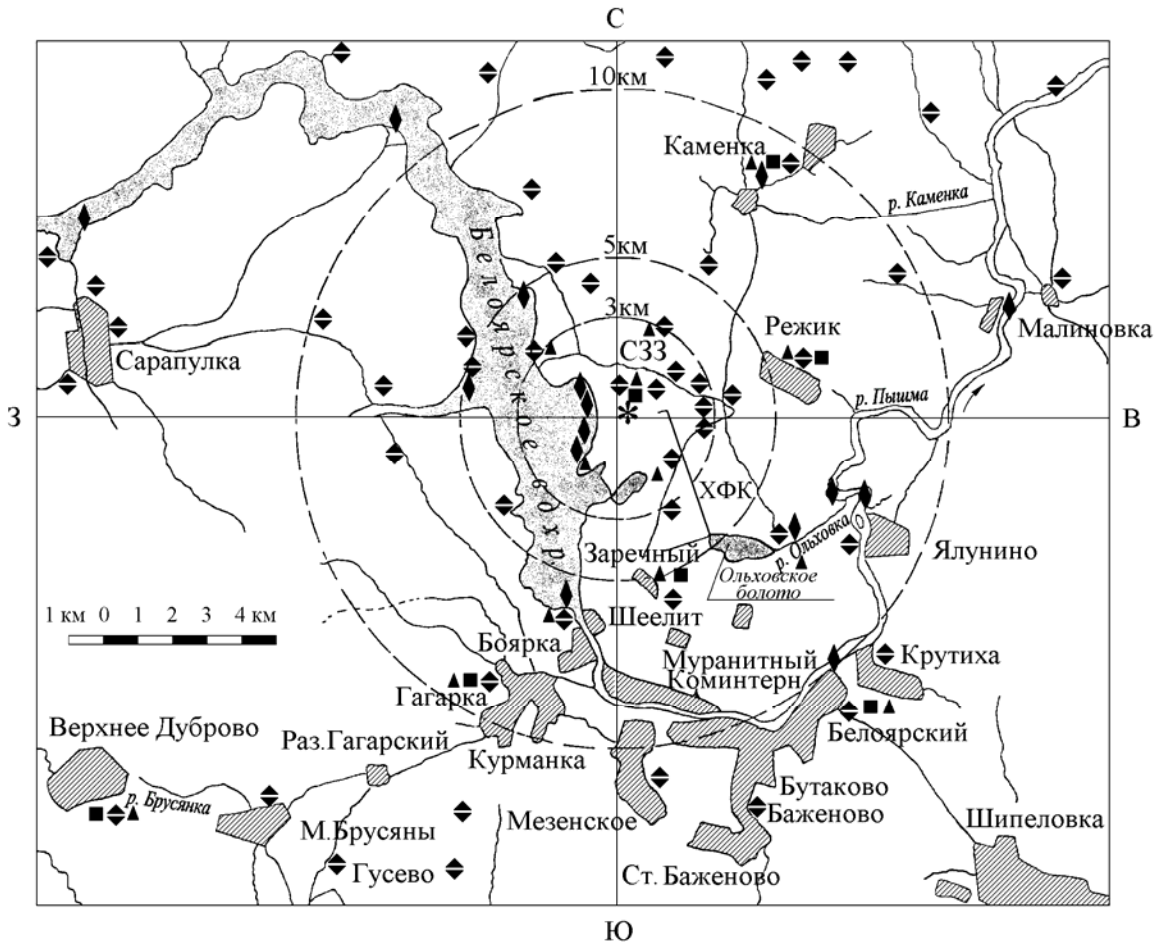 С
10км
Каменка
р. Каменка
5км
Белоярское вдхр.
3км
СЗЗ
Режик
Малиновка
Сарапулка
р. Пышма
З
В
ХФК
р. Ольховка
Ялунино
Заречный
Ольховское
болото
1 км 0 1 2 3 4 км
Шеелит
Боярка
Муранитный
Крутиха
Гагарка
Коминтерн
Верхнее Дуброво
Раз.Гагарский
Белоярский
Курманка
р. Брусянка
Бутаково
М.Брусяны
Мезенское
Баженово
Шипеловка
Гусево
Ст. Баженово
Ю